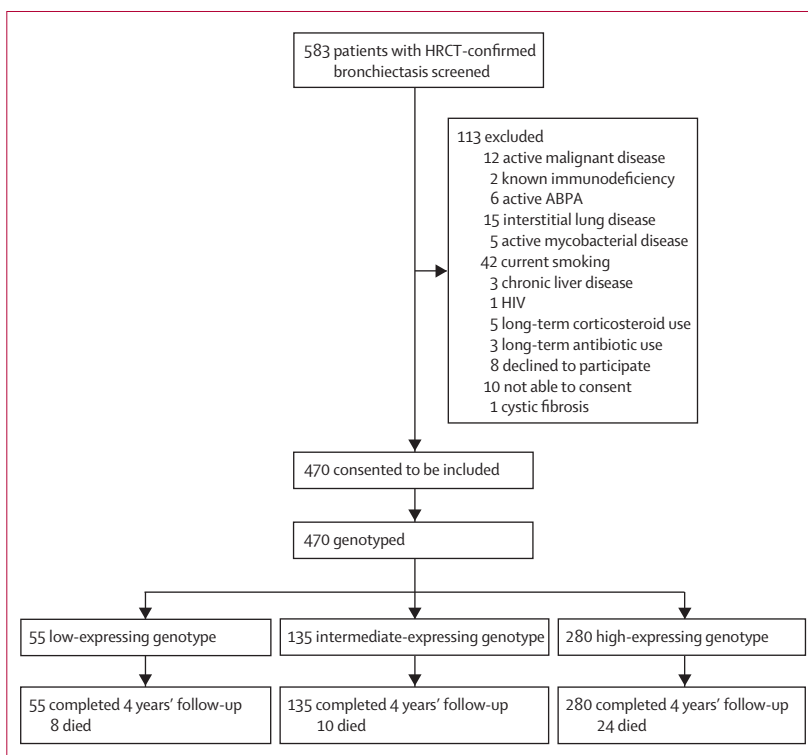 583 patients with HRCT-confirmed
bronchiectasis screened
113 excluded
12 active malignant disease
2 known immunodeficiency
6 active ABPA
15 interstitial lung disease
5 active mycobacterial disease
42 current smoking
3 chronic liver disease
1 HIV
5 long-term corticosteroid use
3 long-term antibiotic use
8 declined to participate
10 not able to consent
1 cystic fibrosis
470 consented to be included
470 genotyped
55 low-expressing genotype
135 intermediate-expressing genotype
280 high-expressing genotype
55 completed 4 years' follow-up
8 died
135 completed 4 years' follow-up
10 died
280 completed 4 years' follow-up
24 died